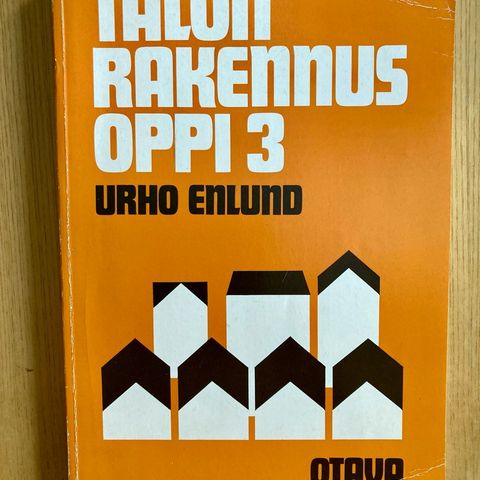 TALON
RAKENNUS
OPPI 3
URHO ENLUND
OTAVA